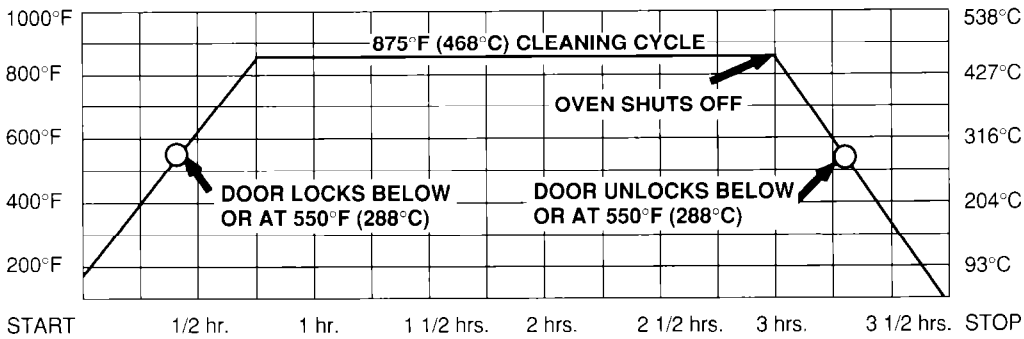 1000°F
538°C
875°F (468°C) CLEANING CYCLE
800°F
427°C
OVEN SHUTS OFF
600°F
316°C
DOOR LOCKS BELOW
OR AT 550°F (288°C)
DOOR UNLOCKS BELOW
OR AT 550°F (288°C)
400°F
204°C
200°F
93°C
START 1/2 hr. 1 hr. 1 1/2 hrs. 2 hrs. 2 1/2 hrs. 3 hrs. 3 1/2 hrs. STOP